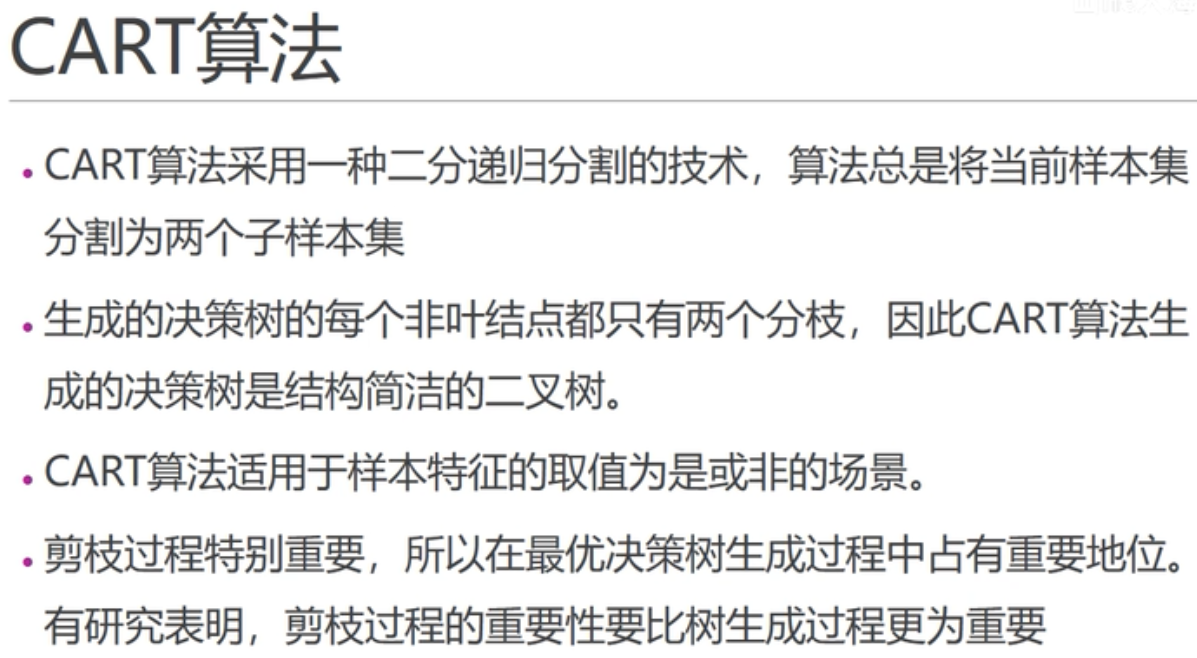 CART算法
CART算法采用一种二分递归分割的技术，算法总是将当前样本集
分割为两个子样本集
生成的决策树的每个非叶结点都只有两个分枝，因此CART算法生
成的决策树是结构简洁的二叉树。
CART算法适用于样本特征的取值为是或非的场景。
剪枝过程特别重要，所以在最优决策树生成过程中占有重要地位。
有研究表明，剪枝过程的重要性要比树生成过程更为重要